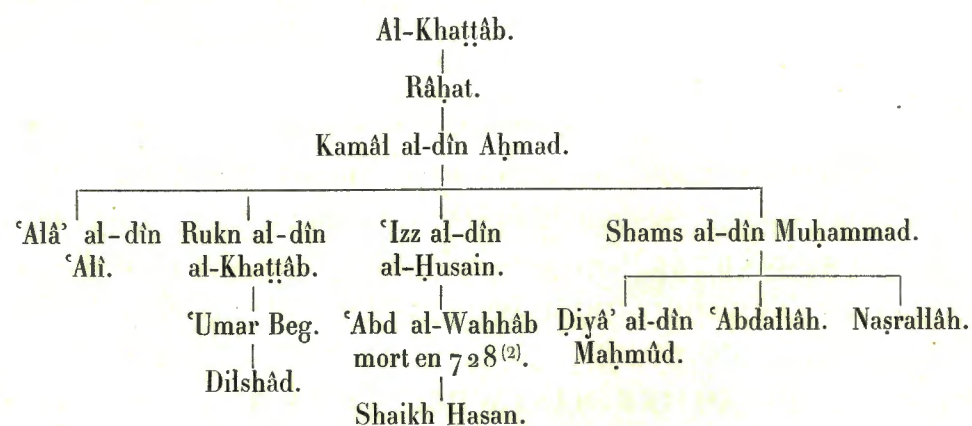 Al-Khaṭṭâb.
Râḥat.
Kamâl al-dîn Aḥmad.
ʿAlâ’ al-dîn Rukn al-dîn ʿIzz al-dîn Shams al-dîn Muḥammad.
ʿAlî. al-Khaṭṭâb. al-Ḥusain.
ʿUmar Beg. ʿAbd al-Wahhâb Ḍiyâ’ al-dîn ʿAbdallâh. Naṣrallâh.
mort en 728⁽²⁾. Maḥmûd.
Dilshâd.
Shaikh Hasan.